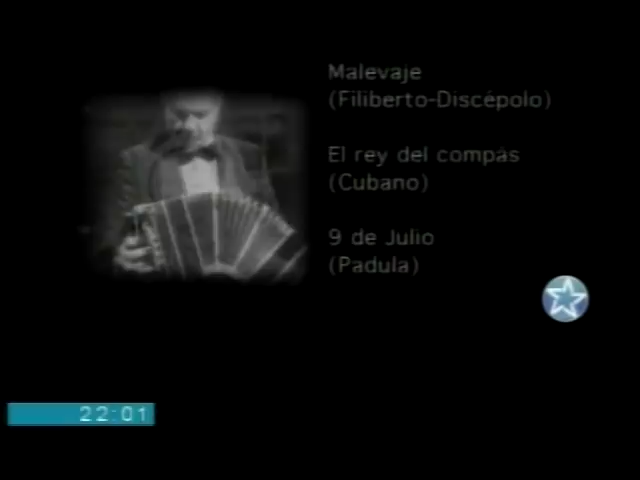 Malevaje
(Filiberto-Discépolo)
El rey del compás
(Cubano)
9 de Julio
(Padula)
22:01